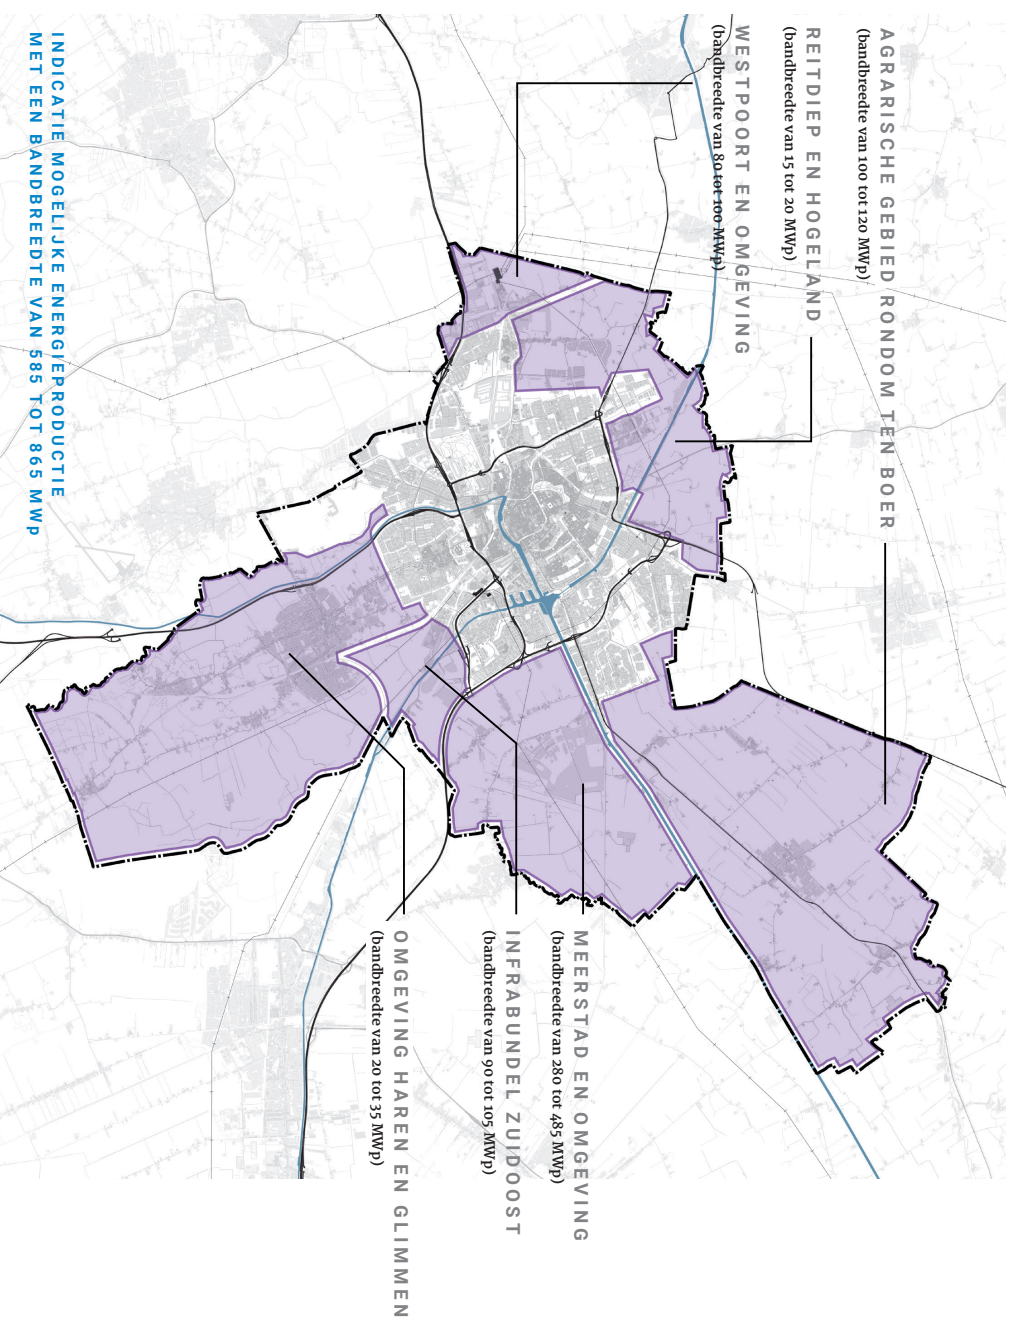 AGRARISCHE GEBIED RONDOM TEN BOER
(bandbreedte van 100 tot 120 MWp)
REITDIEP EN HOGELAND
(bandbreedte van 15 tot 20 MWp)
WESTPOORT EN OMGEVING
(bandbreedte van 80 tot 100 MWp)
MEERSTAD EN OMGEVING
(bandbreedte van 280 tot 485 MWp)
INFRABUNDEL ZUIDOOST
(bandbreedte van 90 tot 105 MWp)
OMGEVING HAREN EN GLIMMEN
(bandbreedte van 20 tot 35 MWp)
INDICATIE MOGELIJKE ENERGIEPRODUCTIE
MET EEN BANDBREEDTE VAN 585 TOT 865 MWp